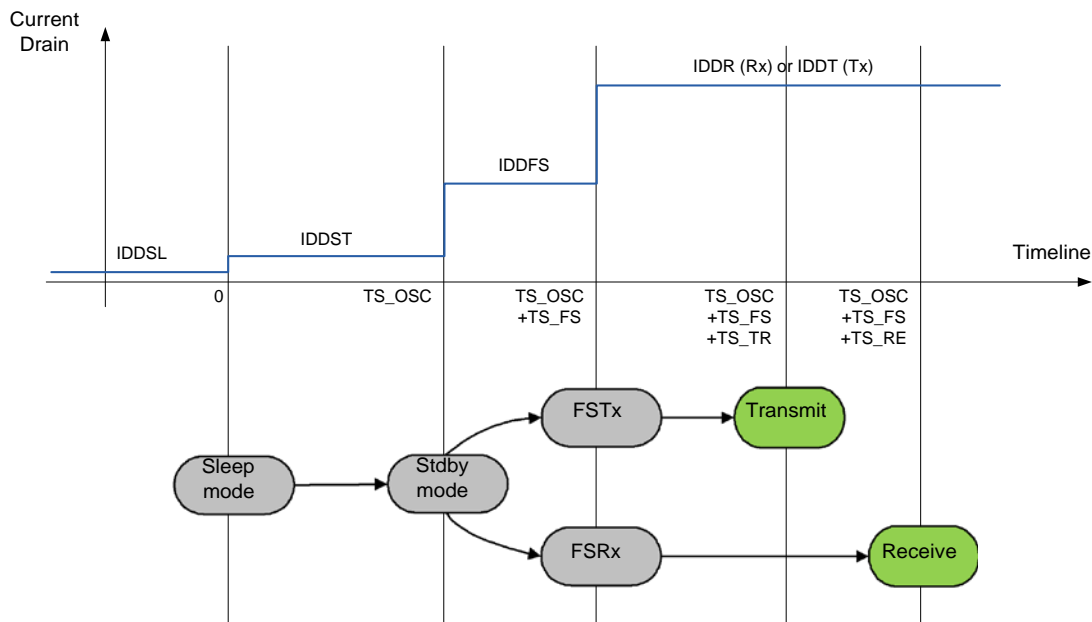 Current
Drain
IDDR (Rx) or IDDT (Tx)
IDDFS
IDDST
IDDSL
Timeline
0
TS_OSC
TS_OSC
+TS_FS
TS_OSC
+TS_FS
+TS_TR
TS_OSC
+TS_FS
+TS_RE
FSTx
Transmit
Sleep
mode
Stdby
mode
FSRx
Receive